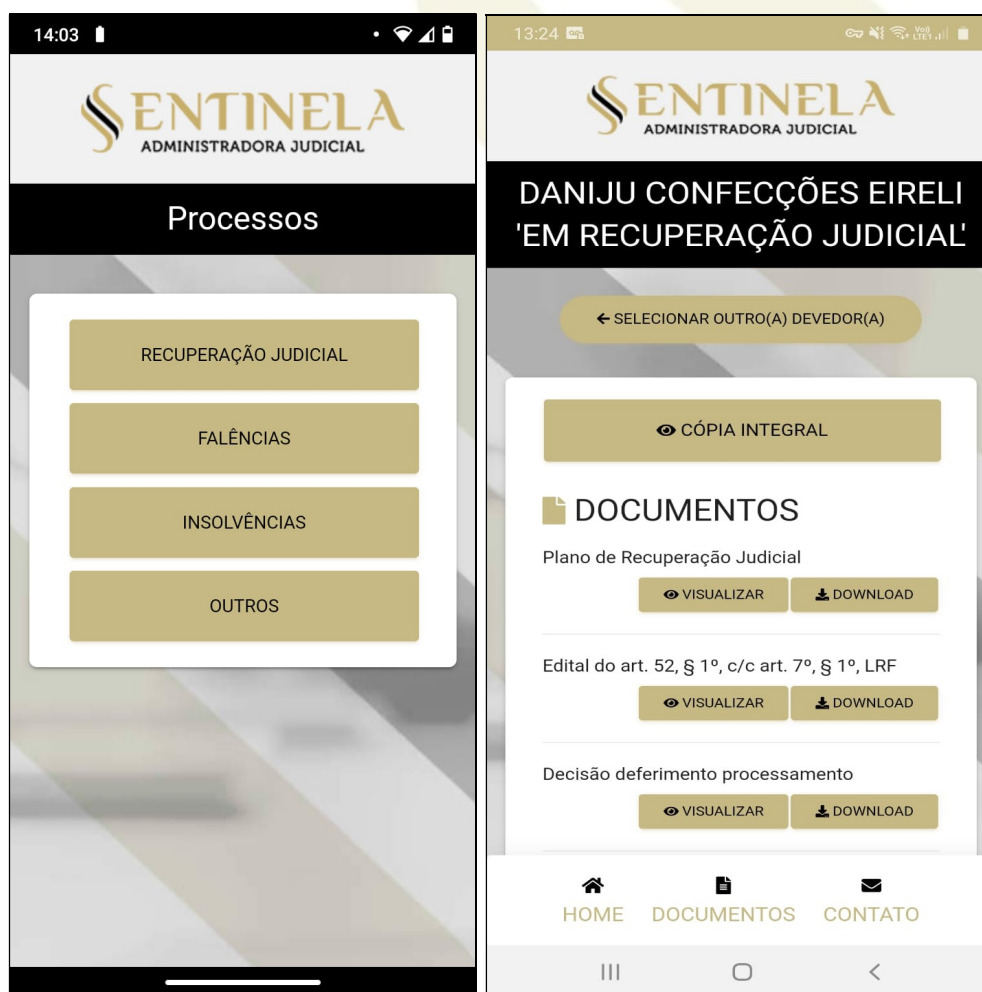 14:03
SENTINELA
ADMINISTRADORA JUDICIAL
Processos
RECUPERAÇÃO JUDICIAL
FALÊNCIAS
INSOLVÊNCIAS
OUTROS
13:24
Vo))
LTE1
SENTINELA
ADMINISTRADORA JUDICIAL
DANIJU CONFECÇÕES EIRELI
'EM RECUPERAÇÃO JUDICIAL'
SELECIONAR OUTRO(A) DEVEDOR(A)
CÓPIA INTEGRAL
DOCUMENTOS
Plano de Recuperação Judicial
VISUALIZAR DOWNLOAD
Edital do art. 52, § 1º, c/c art. 7º, § 1º, LRF
VISUALIZAR DOWNLOAD
Decisão deferimento processamento
VISUALIZAR DOWNLOAD
HOME DOCUMENTOS CONTATO